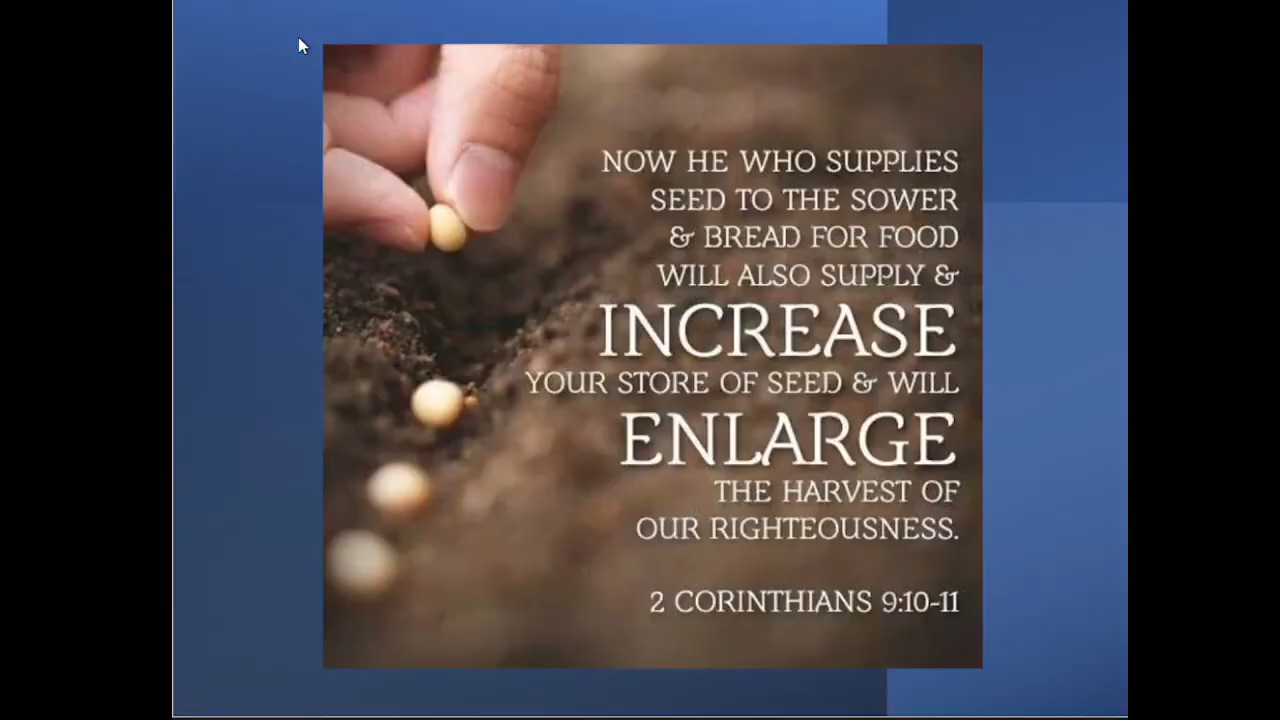 NOW HE WHO SUPPLIES
SEED TO THE SOWER
& BREAD FOR FOOD
WILL ALSO SUPPLY &
INCREASE
YOUR STORE OF SEED & WILL
ENLARGE
THE HARVEST OF
OUR RIGHTEOUSNESS.
2 CORINTHIANS 9:10-11